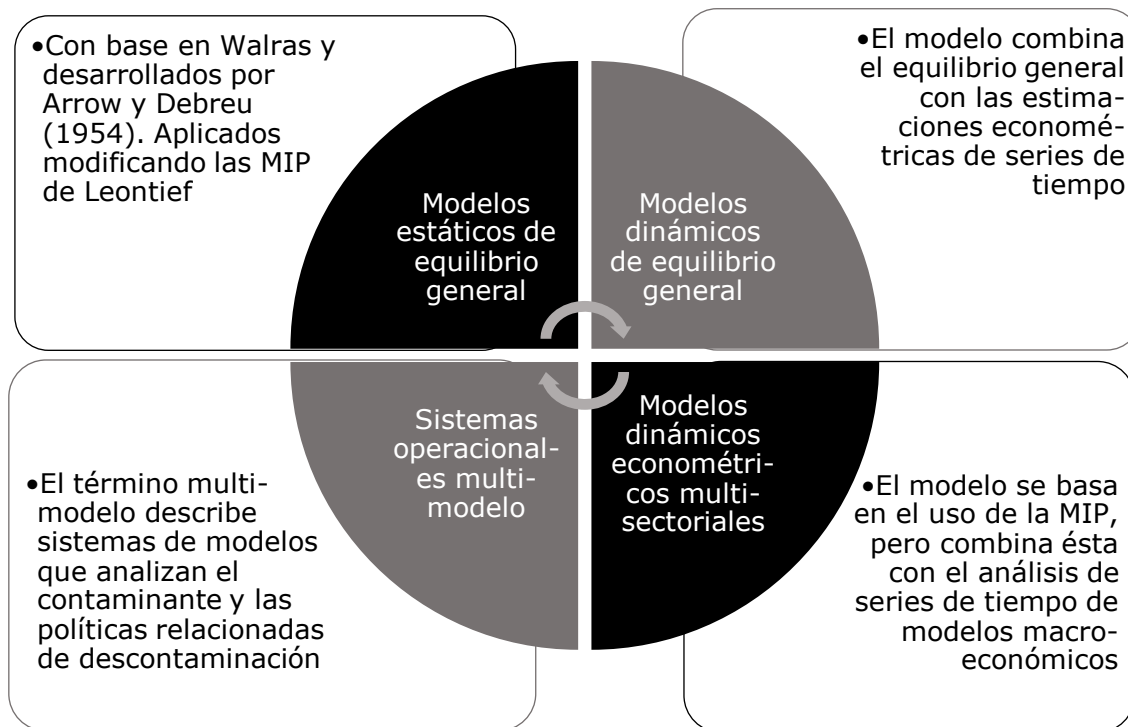 •Con base en Walras y
desarrollados por
Arrow y Debreu
(1954). Aplicados
modificando las MIP
de Leontief
•El modelo combina
el equilibrio general
con las estima-
ciones economé-
tricas de series de
tiempo
Modelos
estáticos de
equilibrio
general
Modelos
dinámicos
de equilibrio
general
Sistemas
operacional-
es multi-
modelo
Modelos
dinámicos
econométri-
cos multi-
sectoriales
•El término multi-
modelo describe
sistemas de modelos
que analizan el
contaminante y las
políticas relacionadas
de descontaminación
•El modelo se basa
en el uso de la MIP,
pero combina ésta
con el análisis de
series de tiempo de
modelos macro-
económicos